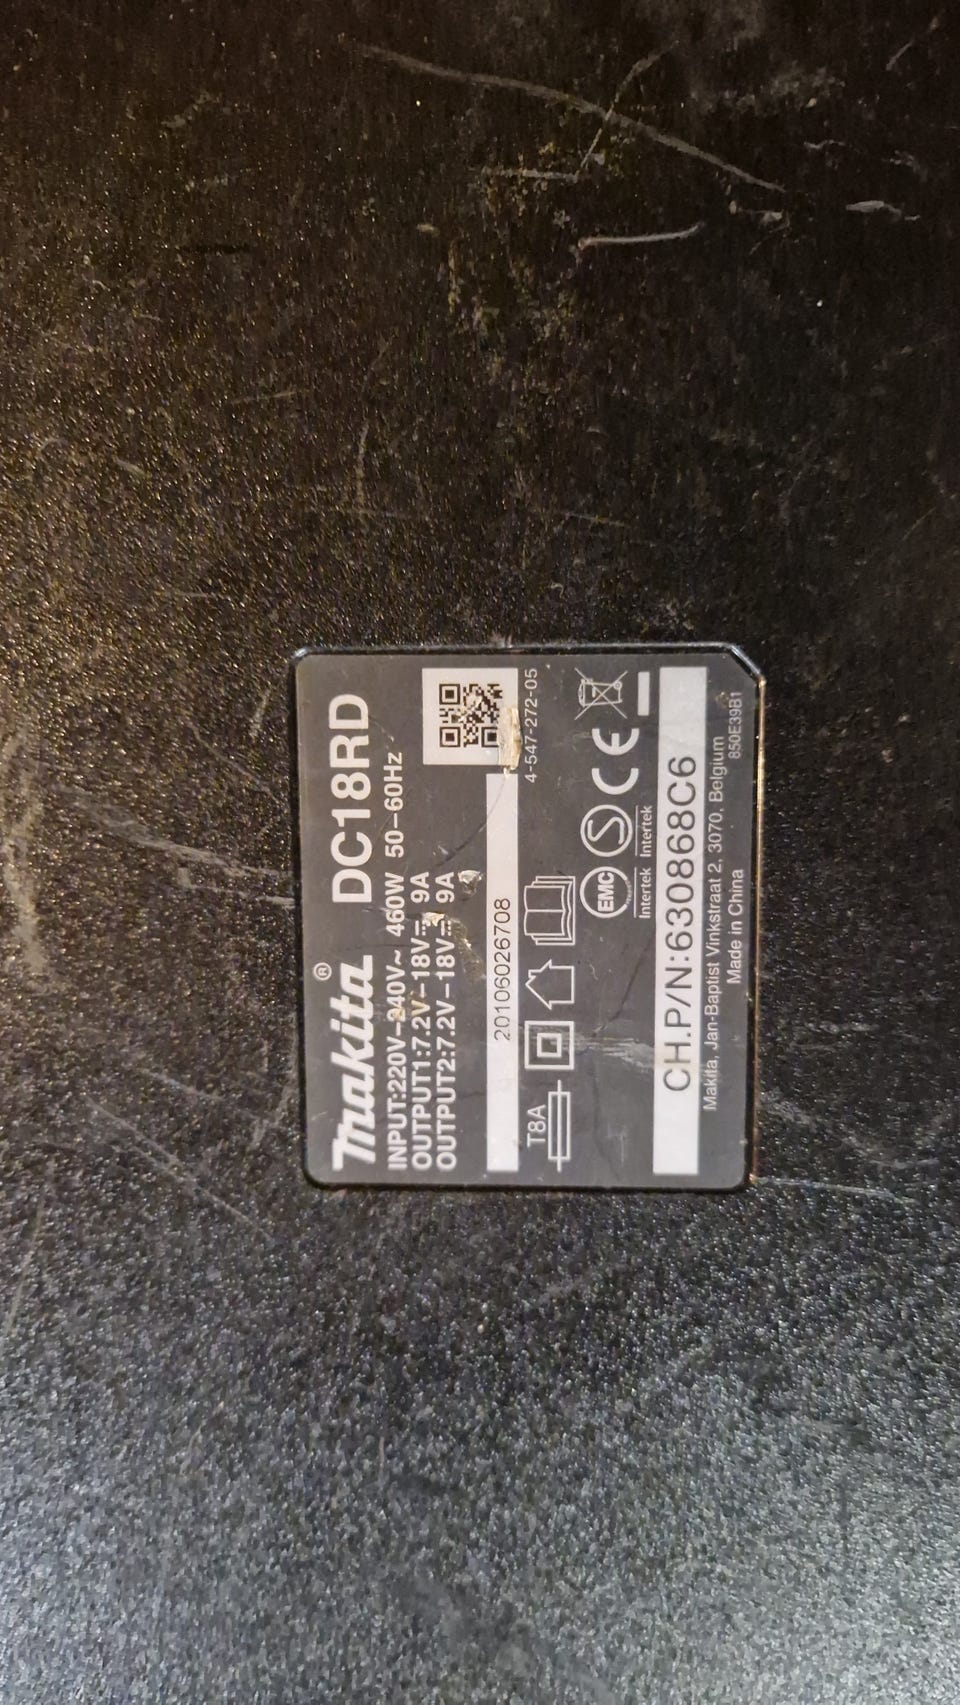 makita® DC18RD
INPUT:220V–240V~ 460W 50–60Hz
OUTPUT1:7.2V–18V⎓ 9A
OUTPUT2:7.2V–18V⎓ 9A
20106026708
4-547-272-05
T8A
EMC S CE
Intertek Intertek
CH.P/N:630868C6
Makita, Jan-Baptist Vinkstraat 2, 3070, Belgium
Made in China
850E39B1